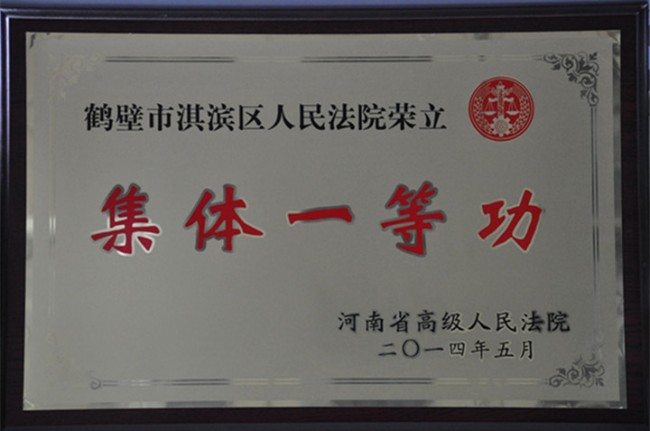 鹤壁市淇滨区人民法院荣立
集体一等功
河南省高级人民法院
二〇一四年五月